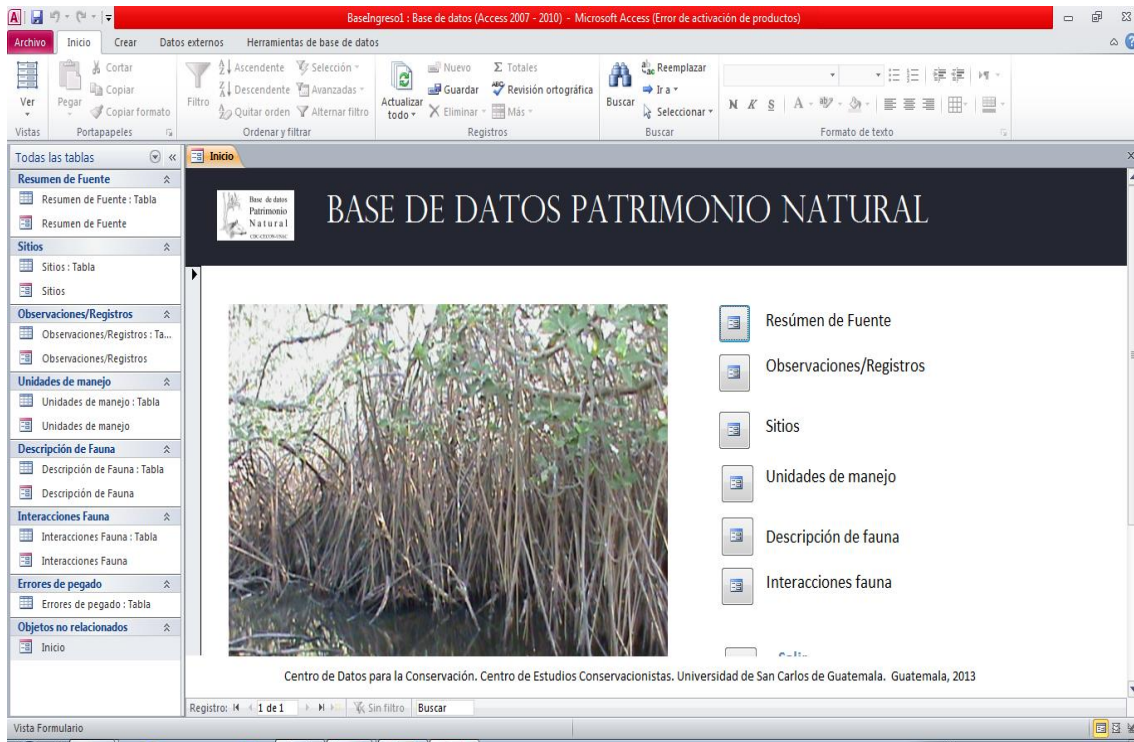 BaseIngreso1 : Base de datos (Access 2007 - 2010) - Microsoft Access (Error de activación de productos)
Archivo Inicio Crear Datos externos Herramientas de base de datos
Ver
Vistas
Pegar
Cortar
Copiar
Copiar formato
Portapapeles
Filtro
Ascendente
Descendente
Quitar orden
Selección
Avanzadas
Alternar filtro
Ordenar y filtrar
Actualizar todo
Nuevo
Guardar
Eliminar
Totales
Revisión ortográfica
Más
Registros
Buscar
Reemplazar
Ir a
Seleccionar
Buscar
N K S A
Formato de texto
Todas las tablas
Resumen de Fuente
Resumen de Fuente : Tabla
Resumen de Fuente
Sitios
Sitios : Tabla
Sitios
Observaciones/Registros
Observaciones/Registros : Ta...
Observaciones/Registros
Unidades de manejo
Unidades de manejo : Tabla
Unidades de manejo
Descripción de Fauna
Descripción de Fauna : Tabla
Descripción de Fauna
Interacciones Fauna
Interacciones Fauna : Tabla
Interacciones Fauna
Errores de pegado
Errores de pegado : Tabla
Objetos no relacionados
Inicio
Inicio
Base de datos
Patrimonio
Natural
BASE DE DATOS PATRIMONIO NATURAL
Resúmen de Fuente
Observaciones/Registros
Sitios
Unidades de manejo
Descripción de fauna
Interacciones fauna
Centro de Datos para la Conservación. Centro de Estudios Conservacionistas. Universidad de San Carlos de Guatemala. Guatemala, 2013
Registro: 1 de 1 Sin filtro Buscar
Vista Formulario